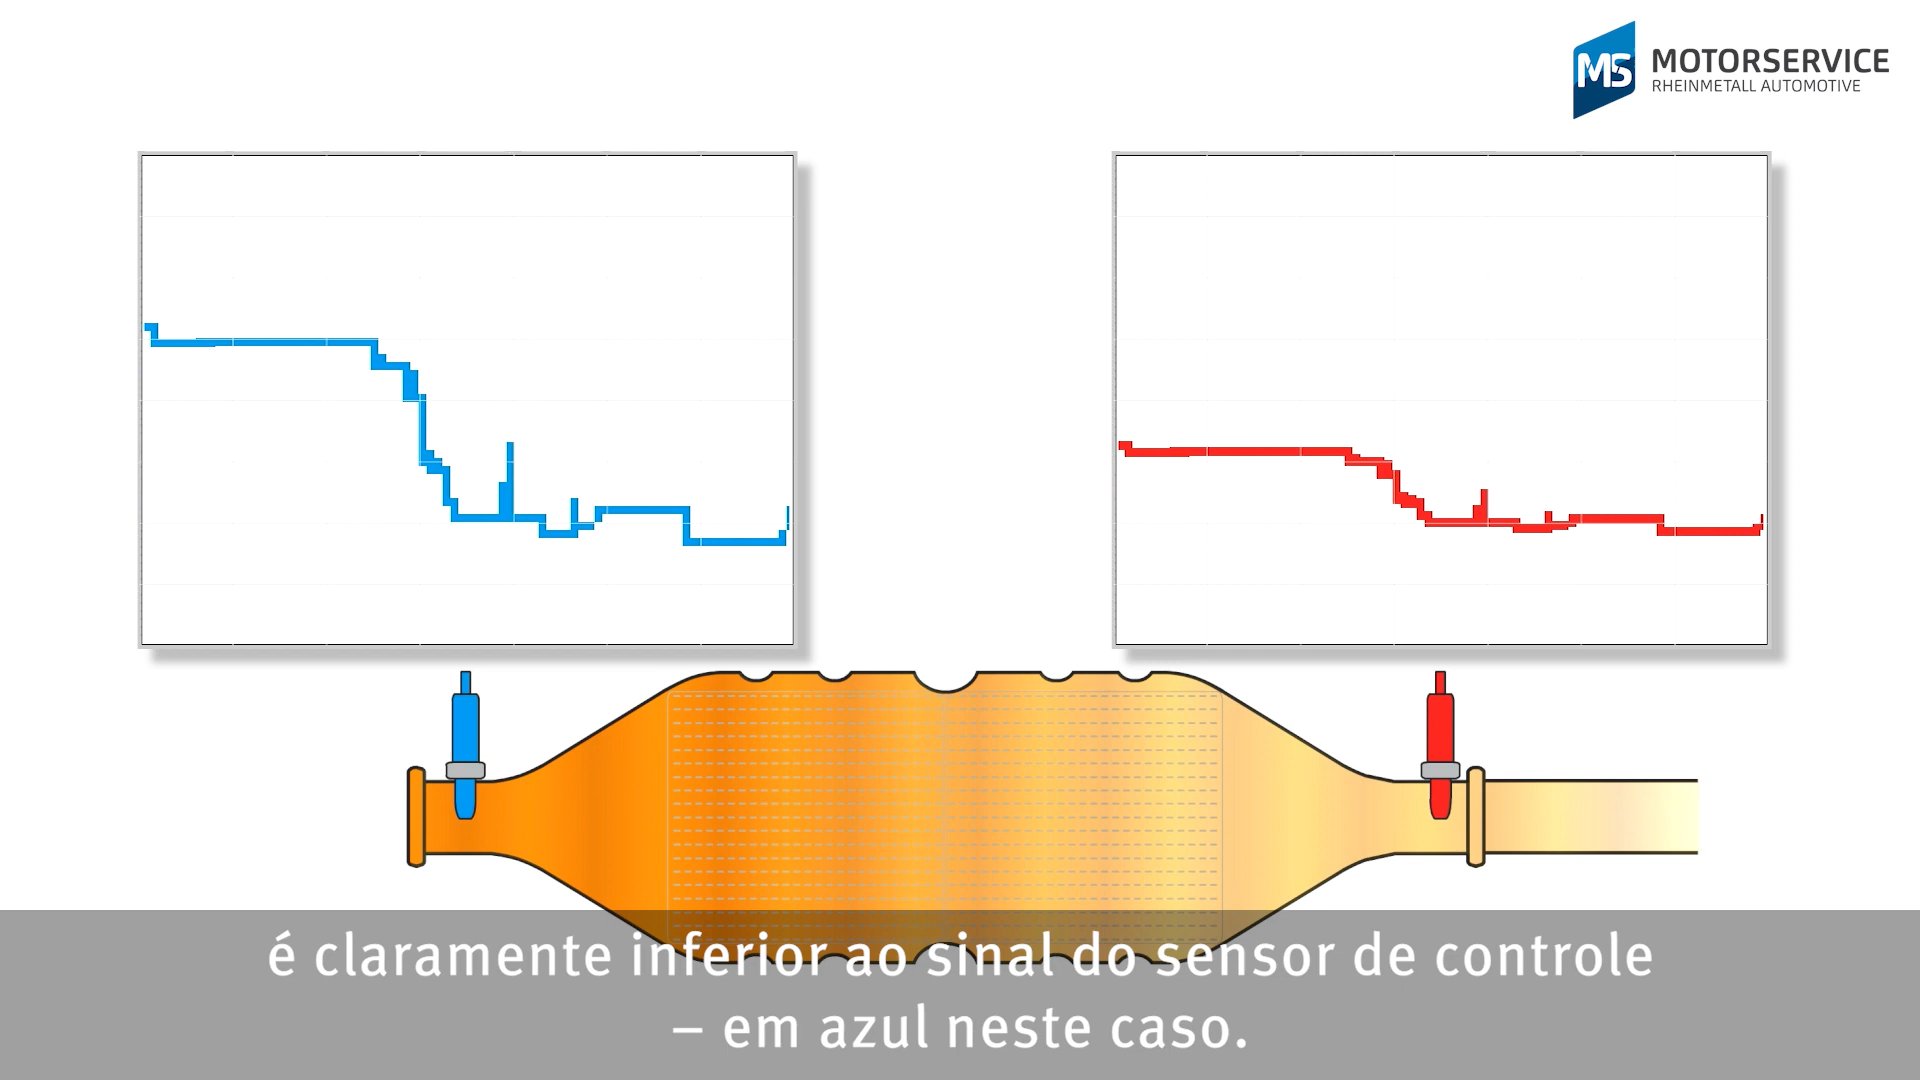 MS MOTORSERVICE
RHEINMETALL AUTOMOTIVE
é claramente inferior ao sinal do sensor de controle
– em azul neste caso.